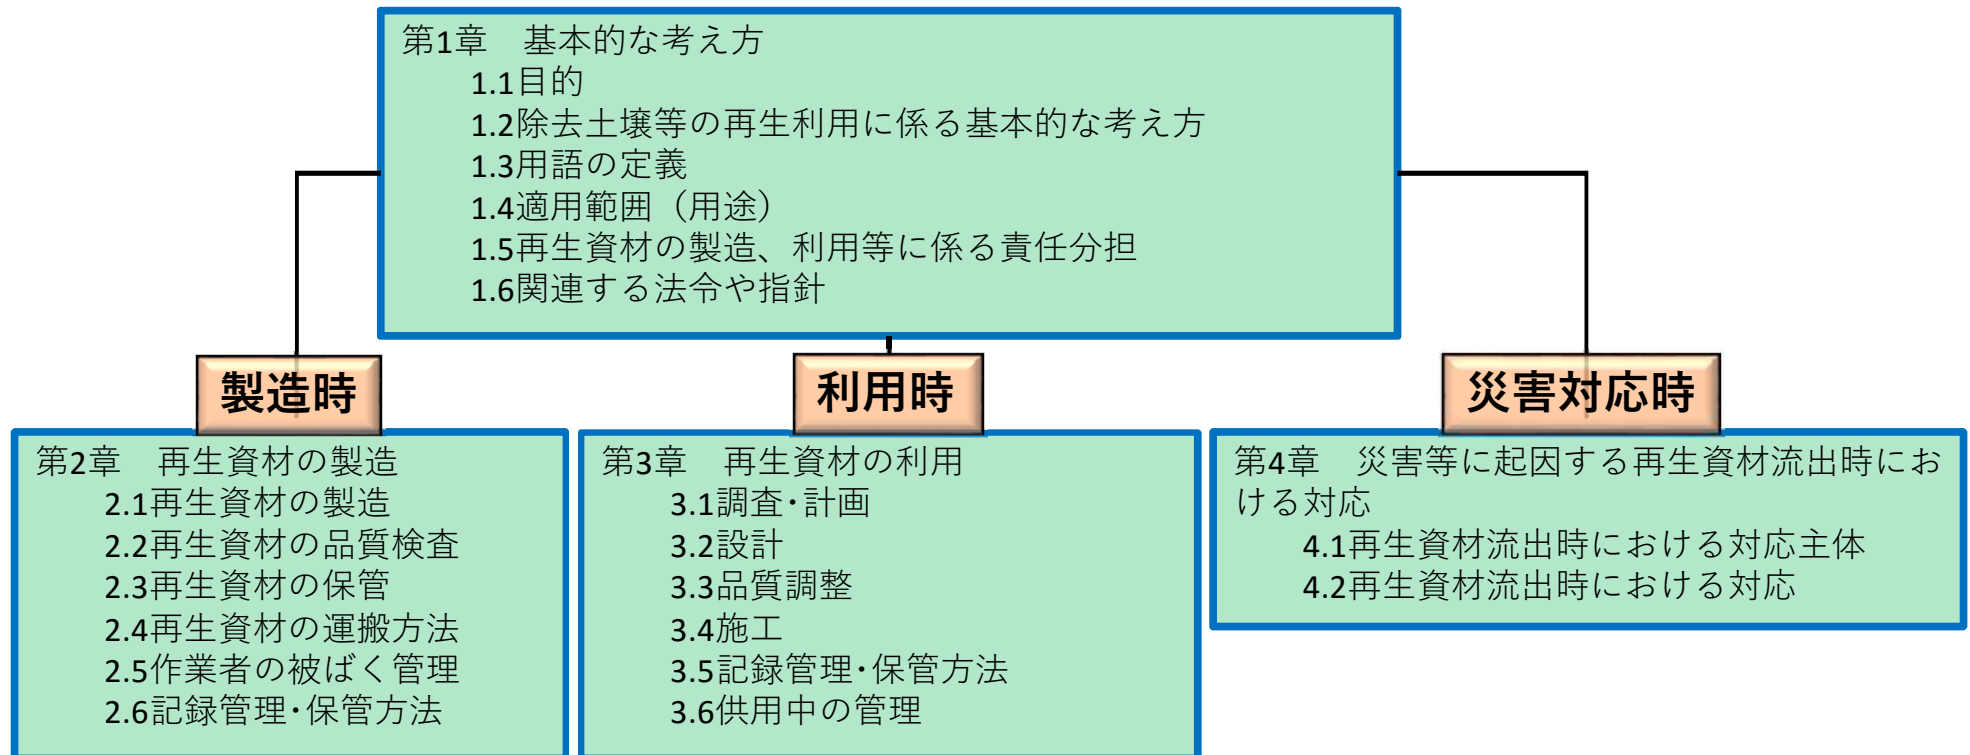 第1章　基本的な考え方
1.1目的
1.2除去土壌等の再生利用に係る基本的な考え方
1.3用語の定義
1.4適用範囲（用途）
1.5再生資材の製造、利用等に係る責任分担
1.6関連する法令や指針
製造時
第2章　再生資材の製造
2.1再生資材の製造
2.2再生資材の品質検査
2.3再生資材の保管
2.4再生資材の運搬方法
2.5作業者の被ばく管理
2.6記録管理･保管方法
利用時
第3章　再生資材の利用
3.1調査･計画
3.2設計
3.3品質調整
3.4施工
3.5記録管理･保管方法
3.6供用中の管理
災害対応時
第4章　災害等に起因する再生資材流出時にお
ける対応
4.1再生資材流出時における対応主体
4.2再生資材流出時における対応